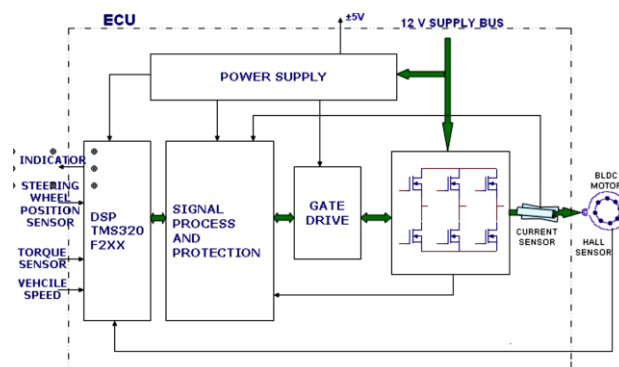 ECU
±5V
12 V SUPPLY BUS
POWER SUPPLY
INDICATOR
STEERING
WHEEL
POSITION
SENSOR
TORQUE
SENSOR
VEHCILE
SPEED
DSP
TMS320
F2XX
SIGNAL
PROCESS
AND
PROTECTION
GATE
DRIVE
CURRENT
SENSOR
BLDC
MOTOR
HALL
SENSOR